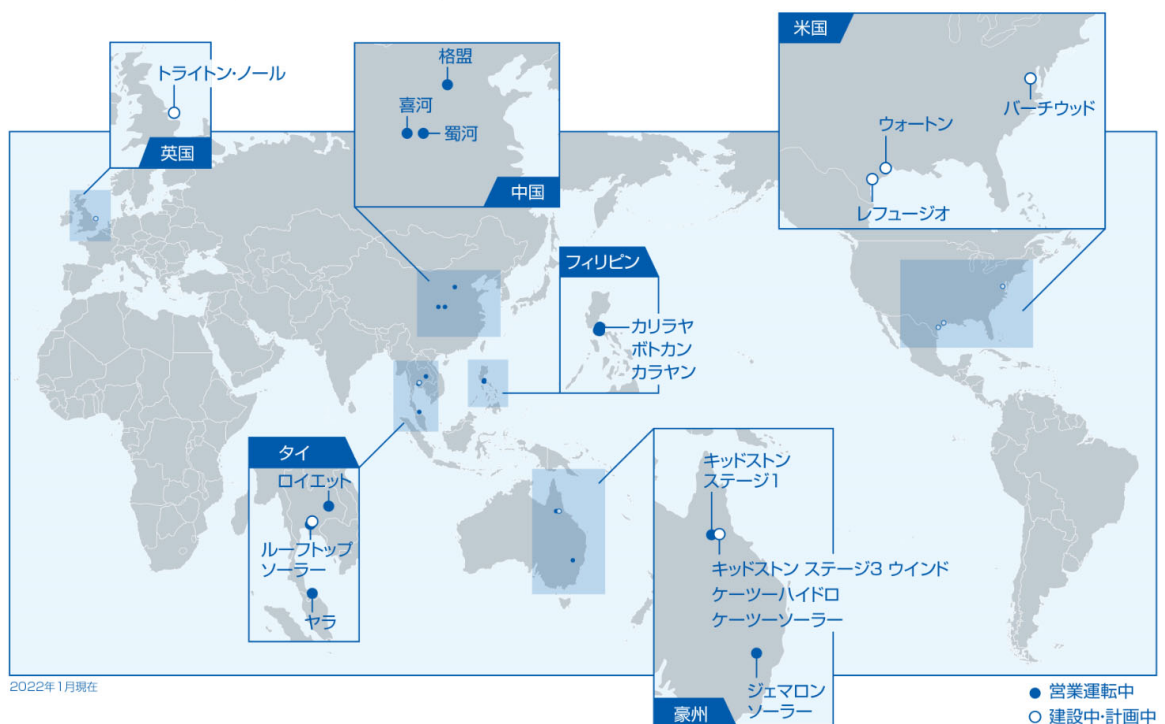 トライトン・ノール
英国
格盟
喜河
蜀河
中国
米国
バーチウッド
ウォートン
レフュージオ
フィリピン
カリラヤ
ボトカン
カラヤン
タイ
ロイエット
ルーフトップ
ソーラー
ヤラ
キッドストン
ステージ1
キッドストン ステージ3 ウインド
ケーツーハイドロ
ケーツーソーラー
ジェマロン
ソーラー
豪州
2022年1月現在
営業運転中
建設中・計画中